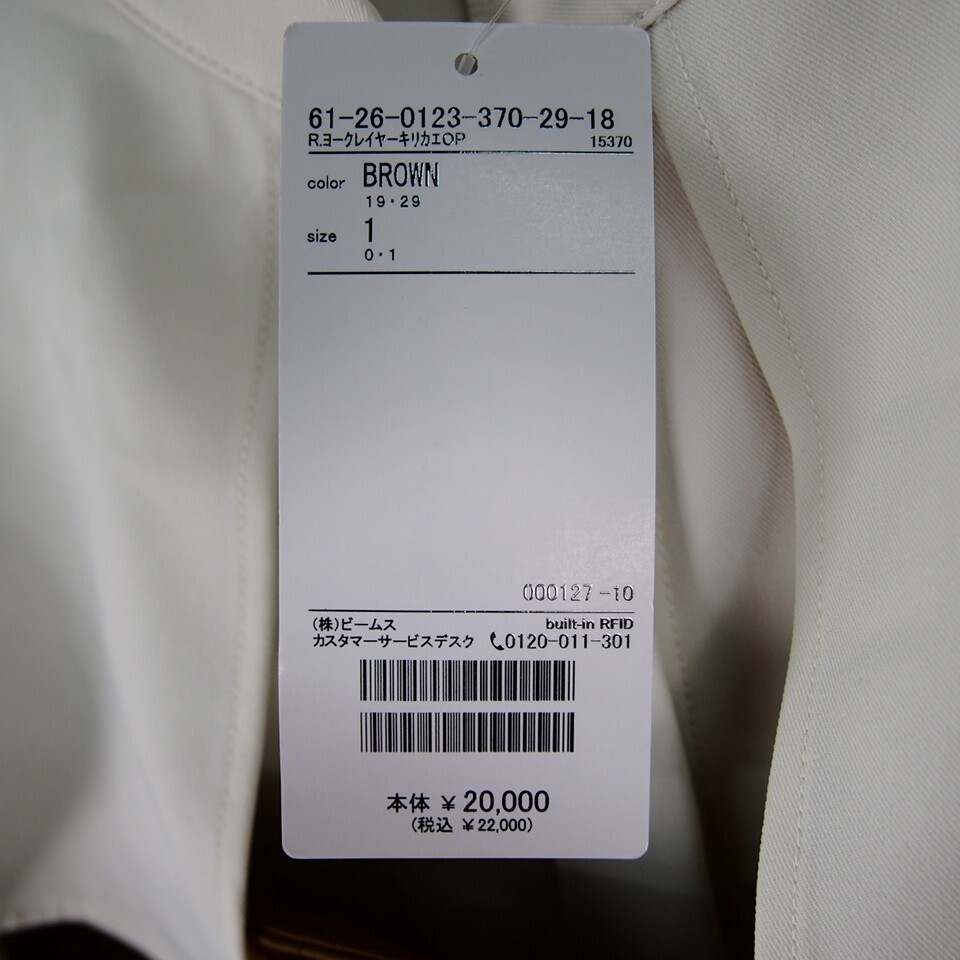 61-26-0123-370-29-18
R.ヨークレイヤーキリカエOP 15370
color BROWN
19・29
size 1
0・1
000127-10
(株)ビームス built-in RFID
カスタマーサービスデスク 0120-011-301
本体 ¥20,000
(税込 ¥22,000)